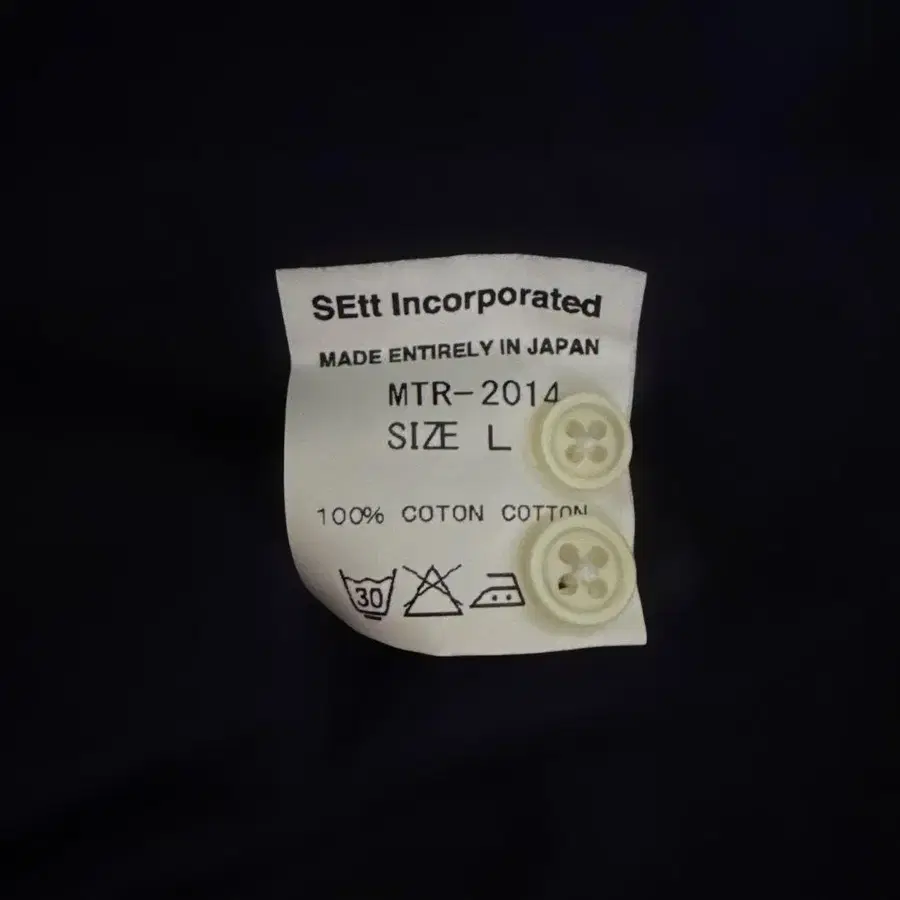 SEtt Incorporated
MADE ENTIRELY IN JAPAN
MTR-2014
SIZE L
100% COTON COTTON
30